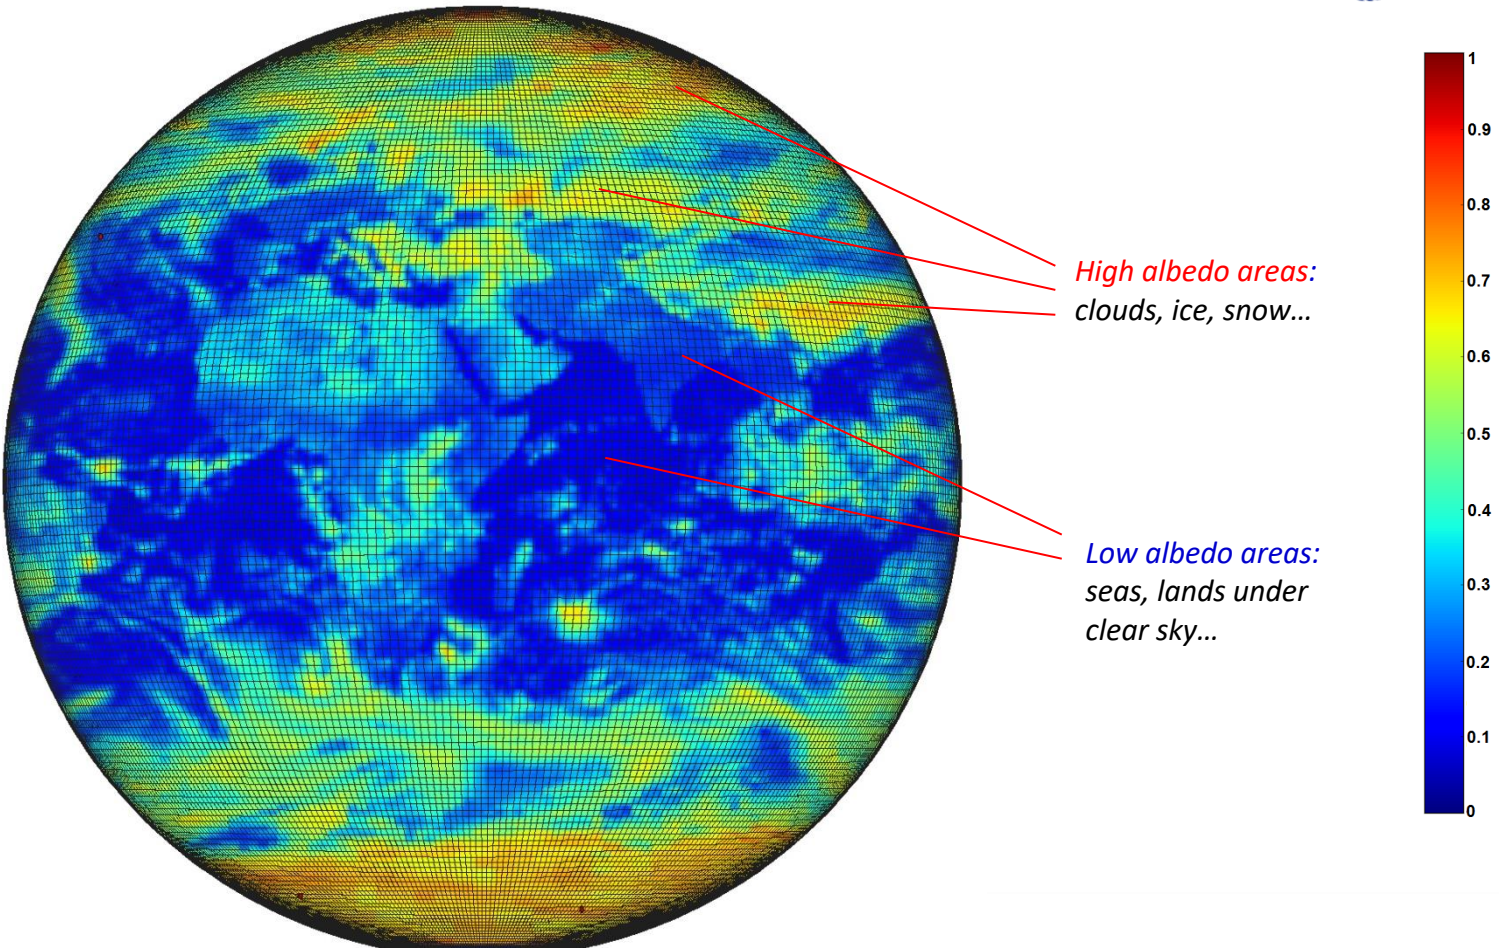 1
0.9
0.8
High albedo areas:
0.7
clouds, ice, snow...
0.6
0.5
0.4
Low albedo areas:
0.3
seas, lands under
clear sky...
0.2
0.1
0